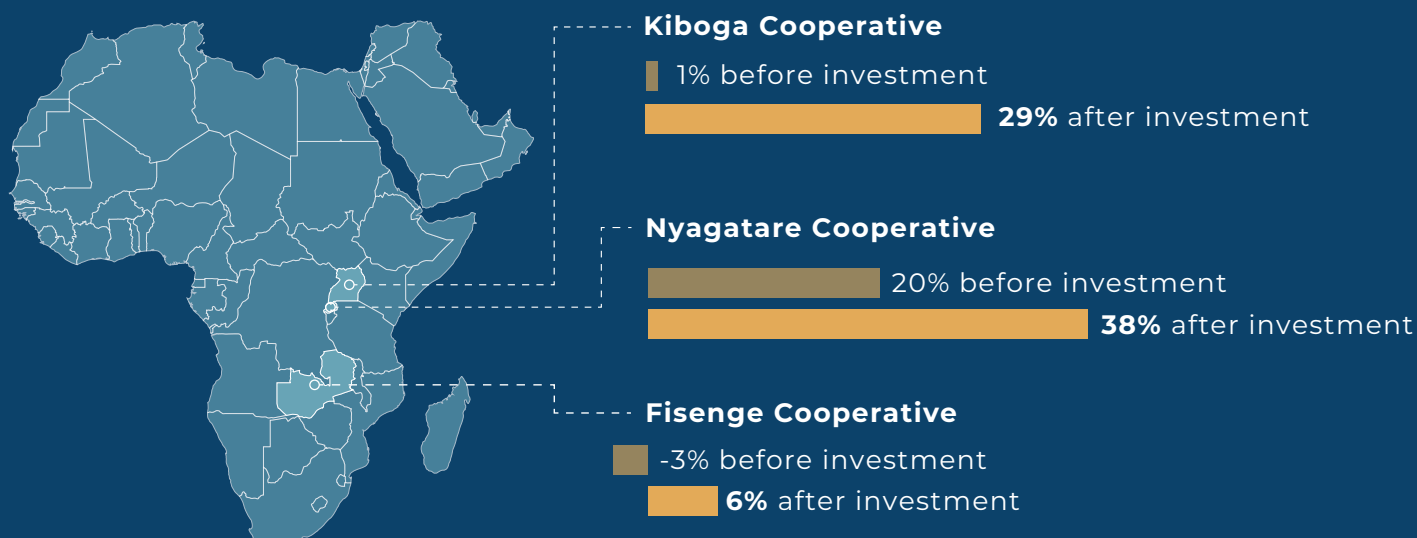 Kiboga Cooperative
1% before investment
29% after investment
Nyagatare Cooperative
20% before investment
38% after investment
Fisenge Cooperative
-3% before investment
6% after investment